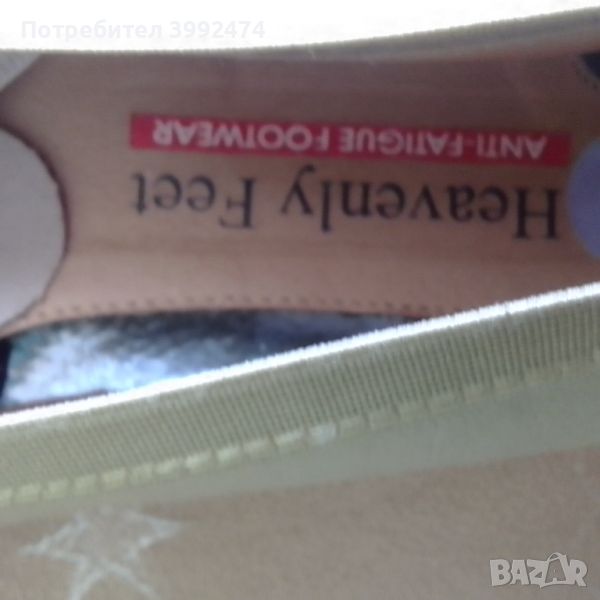 Потребител 3992474
Heavenly Feet
ANTI-FATIGUE FOOTWEAR
BAZAR